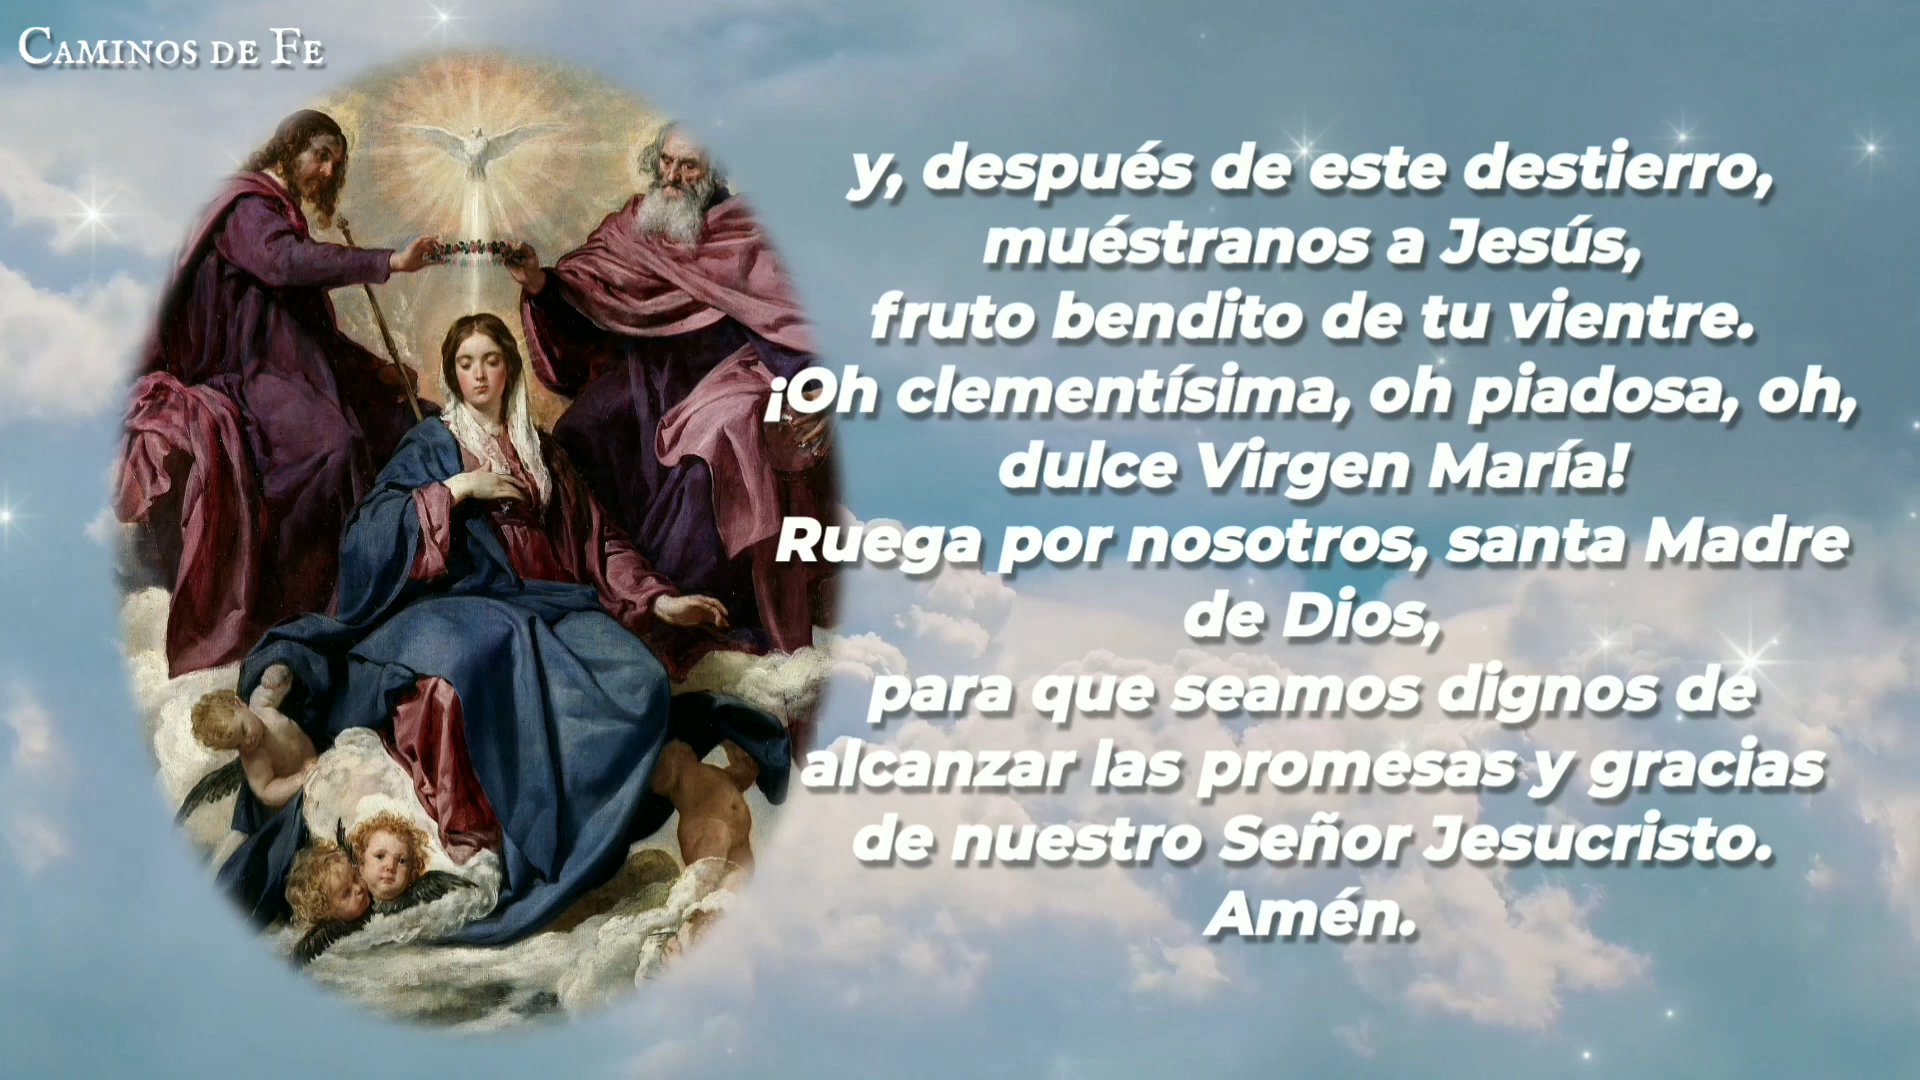 Caminos de Fe
y, después de este destierro,
muéstranos a Jesús,
fruto bendito de tu vientre.
¡Oh clementísima, oh piadosa, oh,
dulce Virgen María!
Ruega por nosotros, santa Madre
de Dios,
para que seamos dignos de
alcanzar las promesas y gracias
de nuestro Señor Jesucristo.
Amén.